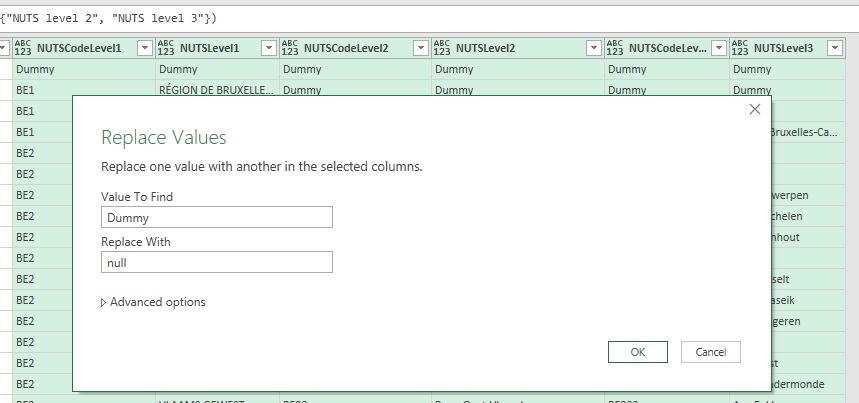 {"NUTS level 2", "NUTS level 3"})
ABC 123 NUTSCodeLevel1 ABC 123 NUTSLevel1 ABC 123 NUTSCodeLevel2 ABC 123 NUTSLevel2 ABC 123 NUTSCodeLev... ABC 123 NUTSLevel3
Dummy Dummy Dummy Dummy Dummy Dummy
BE1 RÉGION DE BRUXELLE... Dummy Dummy Dummy Dummy
BE1
BE1 Bruxelles-Ca...
BE2
BE2
BE2 werpen
BE2 chelen
BE2 nhout
BE2
BE2 selt
BE2 aseik
BE2 geren
BE2
BE2 st
BE2 ndermonde
Replace Values
Replace one value with another in the selected columns.
Value To Find
Dummy
Replace With
null
Advanced options
OK Cancel